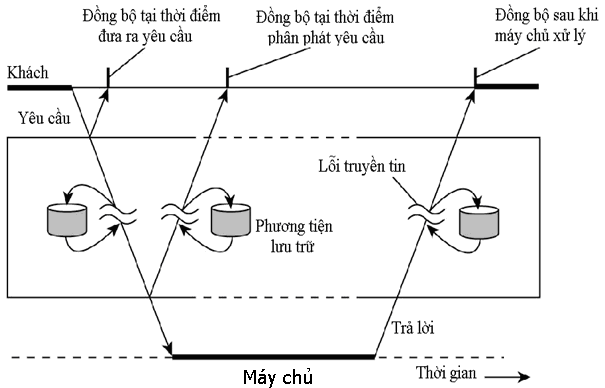 Đồng bộ tại thời điểm
đưa ra yêu cầu
Đồng bộ tại thời điểm
phân phát yêu cầu
Đồng bộ sau khi
máy chủ xử lý
Khách
Yêu cầu
Lỗi truyền tin
Phương tiện
lưu trữ
Trả lời
Thời gian
Máy chủ